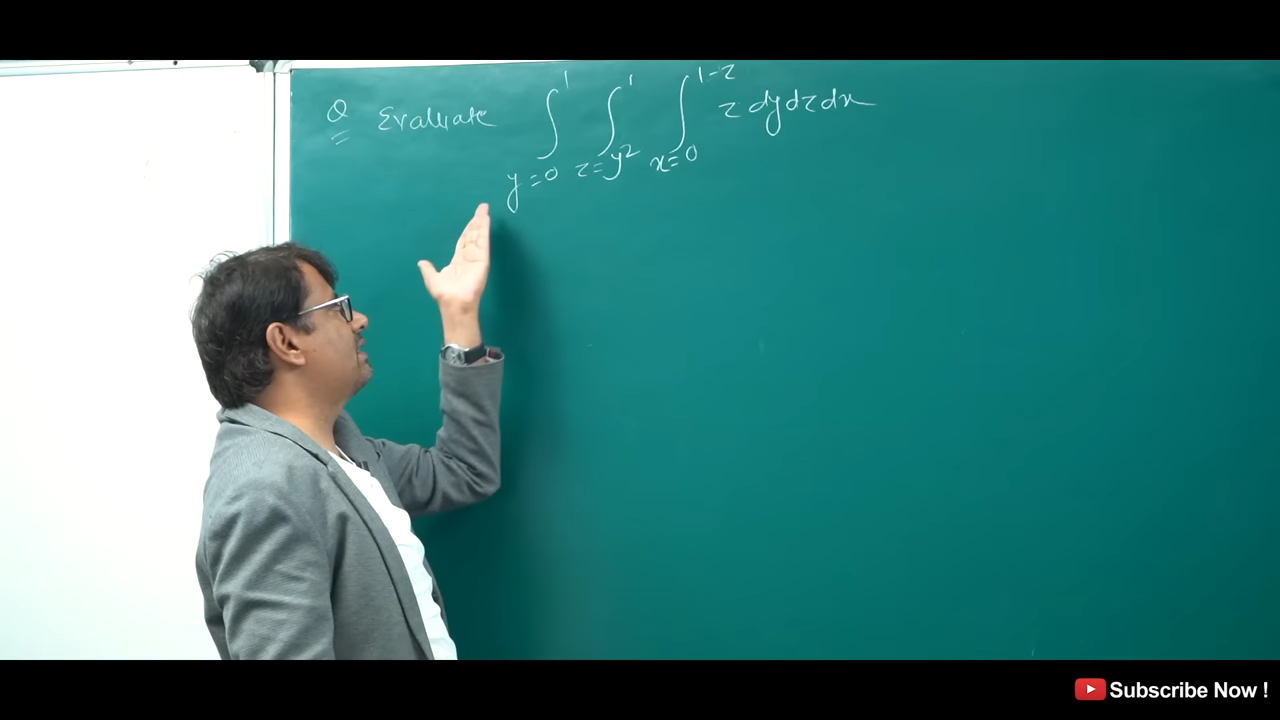 Q Evaluate ∫_{y=0}^{1} ∫_{z=y²}^{1} ∫_{x=0}^{1-z} z dy dz dx
Subscribe Now !